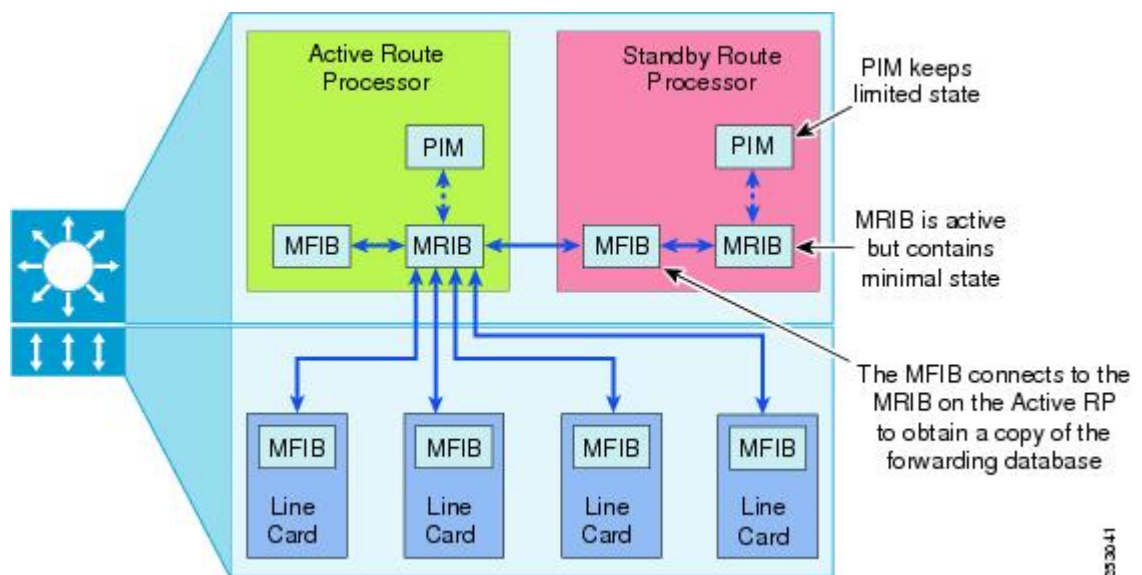 Active Route
Processor
Standby Route
Processor
PIM keeps
limited state
PIM
PIM
MFIB
MRIB
MFIB
MRIB
MRIB is active
but contains
minimal state
The MFIB connects to the
MRIB on the Active RP
to obtain a copy of the
forwarding database
MFIB
MFIB
MFIB
MFIB
Line
Card
Line
Card
Line
Card
Line
Card
253041